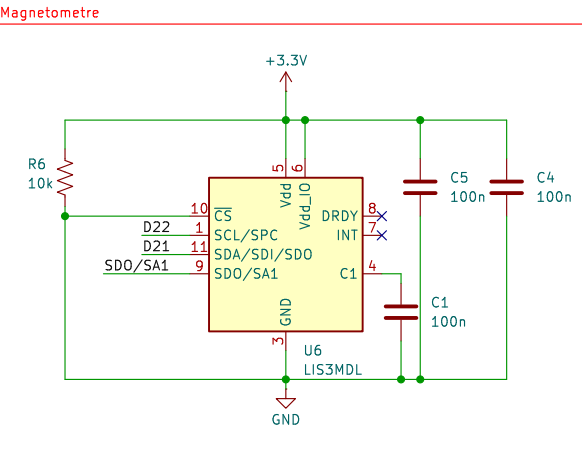 Magnetometre
+3.3V
R6
10k
5
6
Vdd
Vdd_IO
C5
100n
C4
100n
10
CS
DRDY
8
D22
1
SCL/SPC
INT
7
D21
11
SDA/SDI/SDO
SDO/SA1
9
SDO/SA1
C1
4
C1
100n
GND
3
U6
LIS3MDL
GND